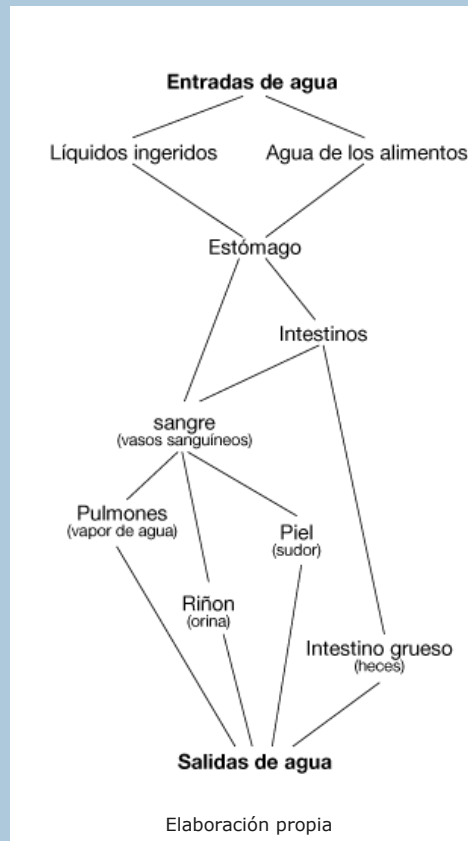 Entradas de agua
Líquidos ingeridos
Agua de los alimentos
Estómago
Intestinos
sangre
(vasos sanguíneos)
Pulmones
(vapor de agua)
Piel
(sudor)
Riñon
(orina)
Intestino grueso
(heces)
Salidas de agua
Elaboración propia